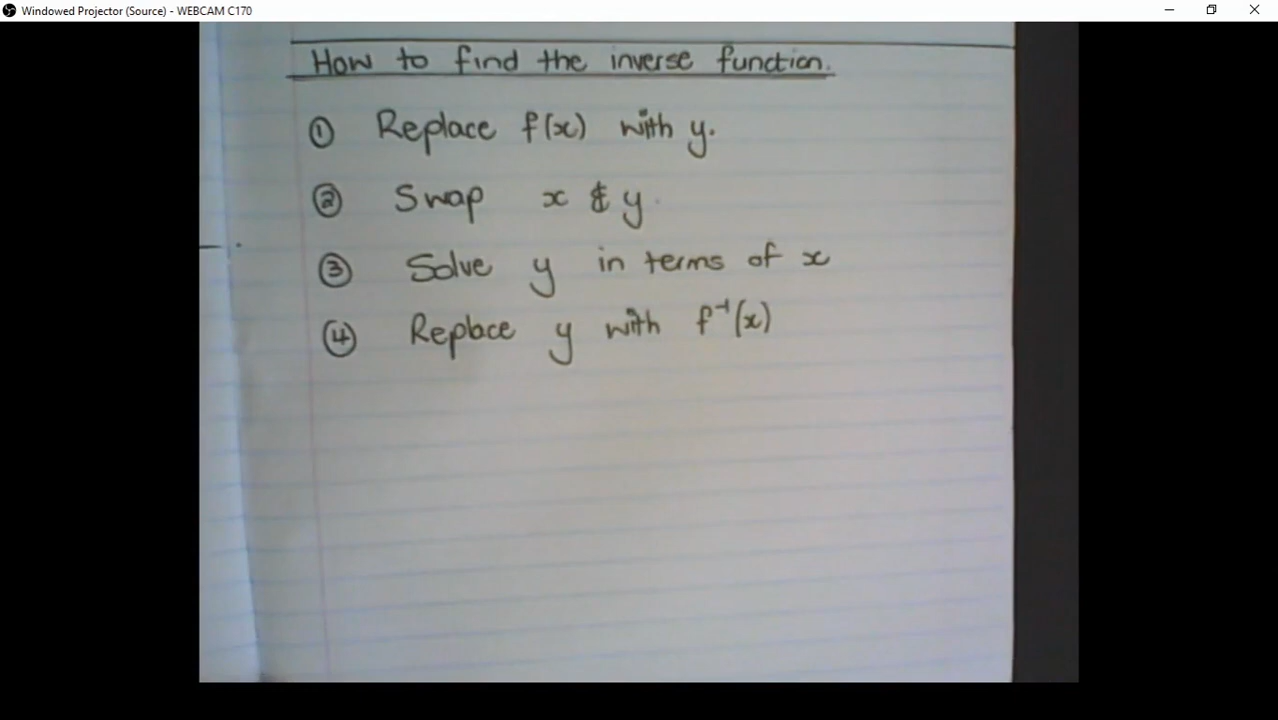 Windowed Projector (Source) - WEBCAM C170
How to find the inverse function.
① Replace f(x) with y.
② Swap x & y
③ Solve y in terms of x
④ Replace y with f⁻¹(x)